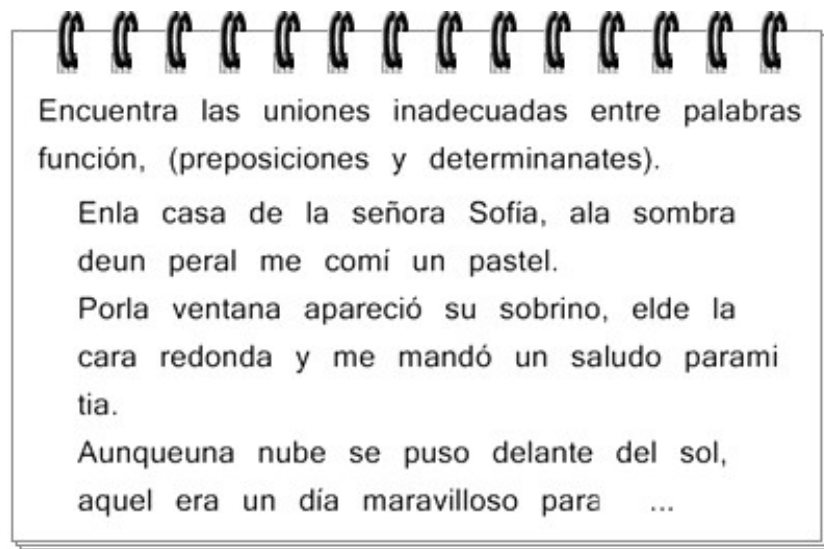 Encuentra las uniones inadecuadas entre palabras
función, (preposiciones y determinanates).
Enla casa de la señora Sofía, ala sombra
deun peral me comí un pastel.
Porla ventana apareció su sobrino, elde la
cara redonda y me mandó un saludo parami
tia.
Aunqueuna nube se puso delante del sol,
aquel era un día maravilloso para ...